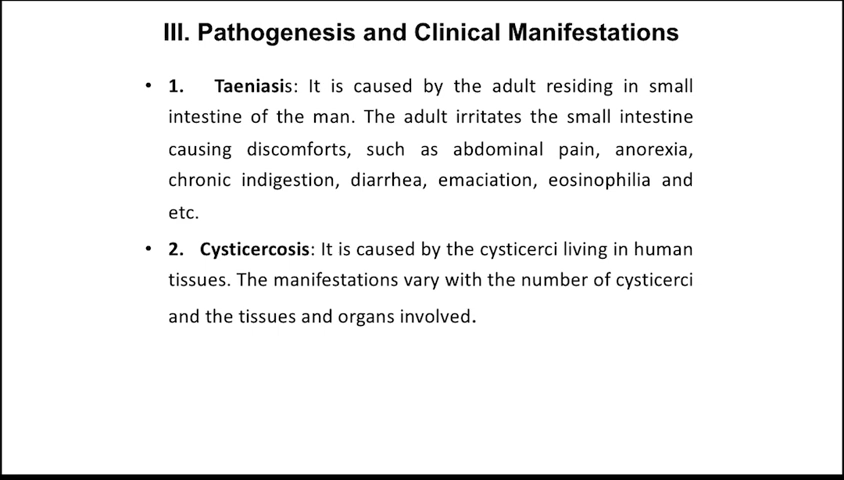 III. Pathogenesis and Clinical Manifestations
• 1. Taeniasis: It is caused by the adult residing in small
intestine of the man. The adult irritates the small intestine
causing discomforts, such as abdominal pain, anorexia,
chronic indigestion, diarrhea, emaciation, eosinophilia and
etc.
• 2. Cysticercosis: It is caused by the cysticerci living in human
tissues. The manifestations vary with the number of cysticerci
and the tissues and organs involved.